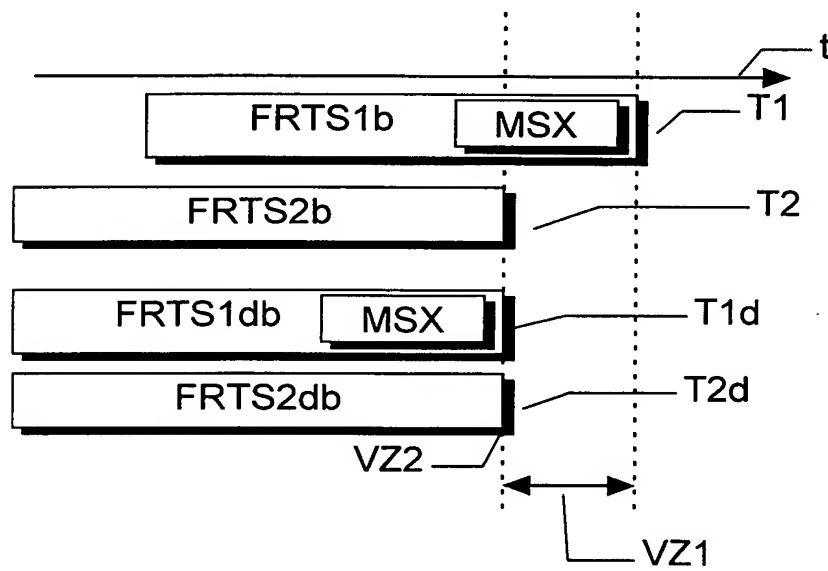 t
FRTS1b MSX T1
FRTS2b T2
FRTS1db MSX T1d
FRTS2db T2d
VZ2
VZ1